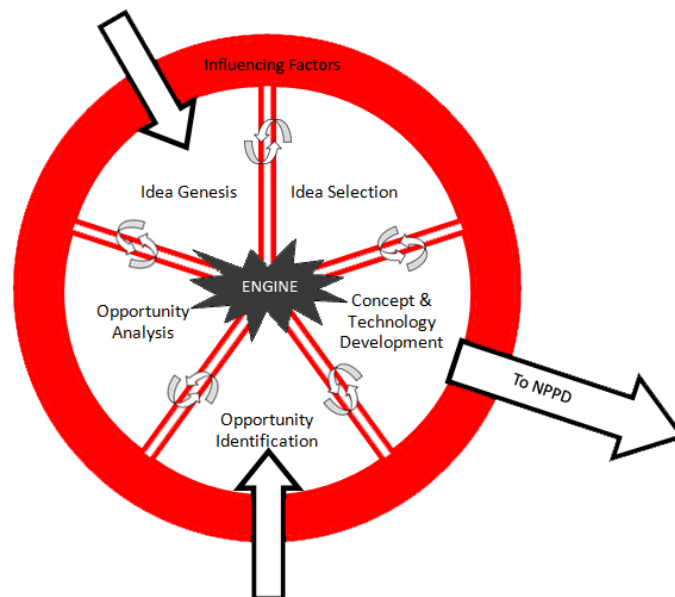 Influencing Factors
Idea Genesis
Idea Selection
ENGINE
Opportunity
Analysis
Concept &
Technology
Development
To NPPD
Opportunity
Identification